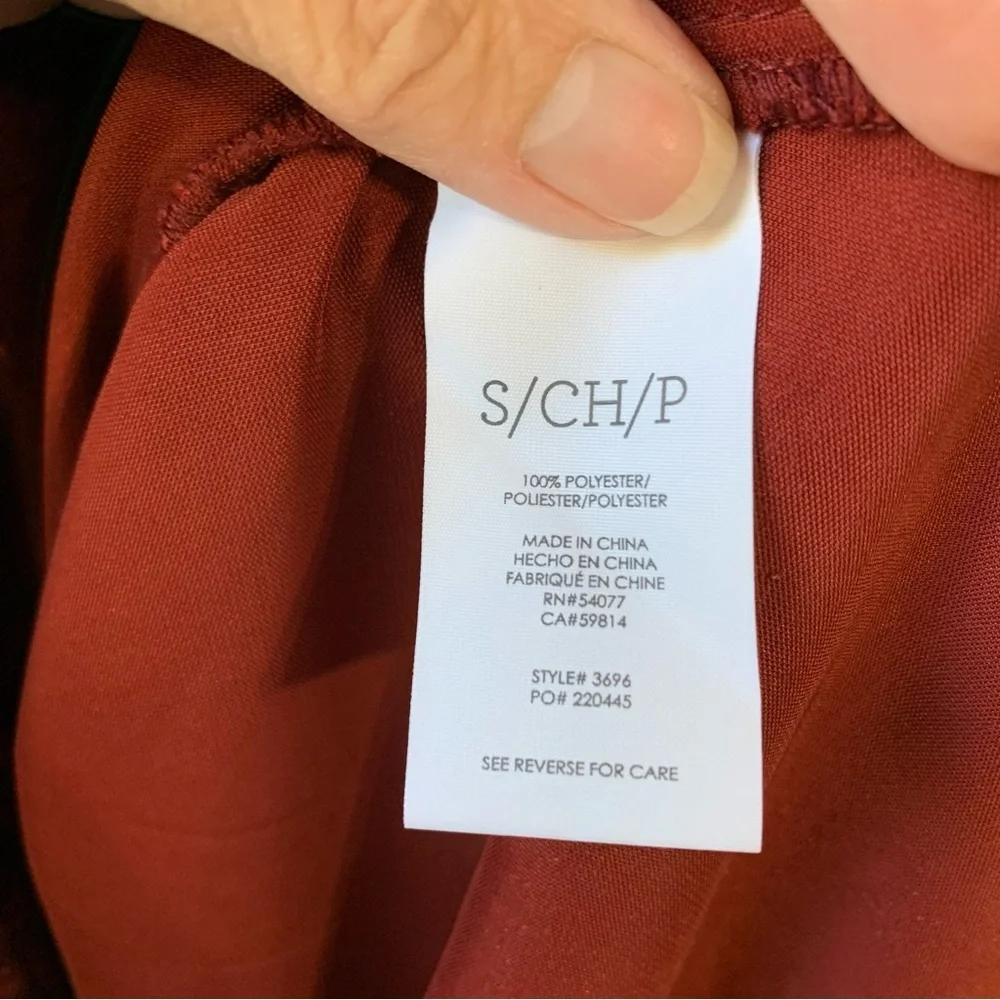 S/CH/P
100% POLYESTER/
POLIESTER/POLYESTER
MADE IN CHINA
HECHO EN CHINA
FABRIQUÉ EN CHINE
RN#54077
CA#59814
STYLE# 3696
PO# 220445
SEE REVERSE FOR CARE